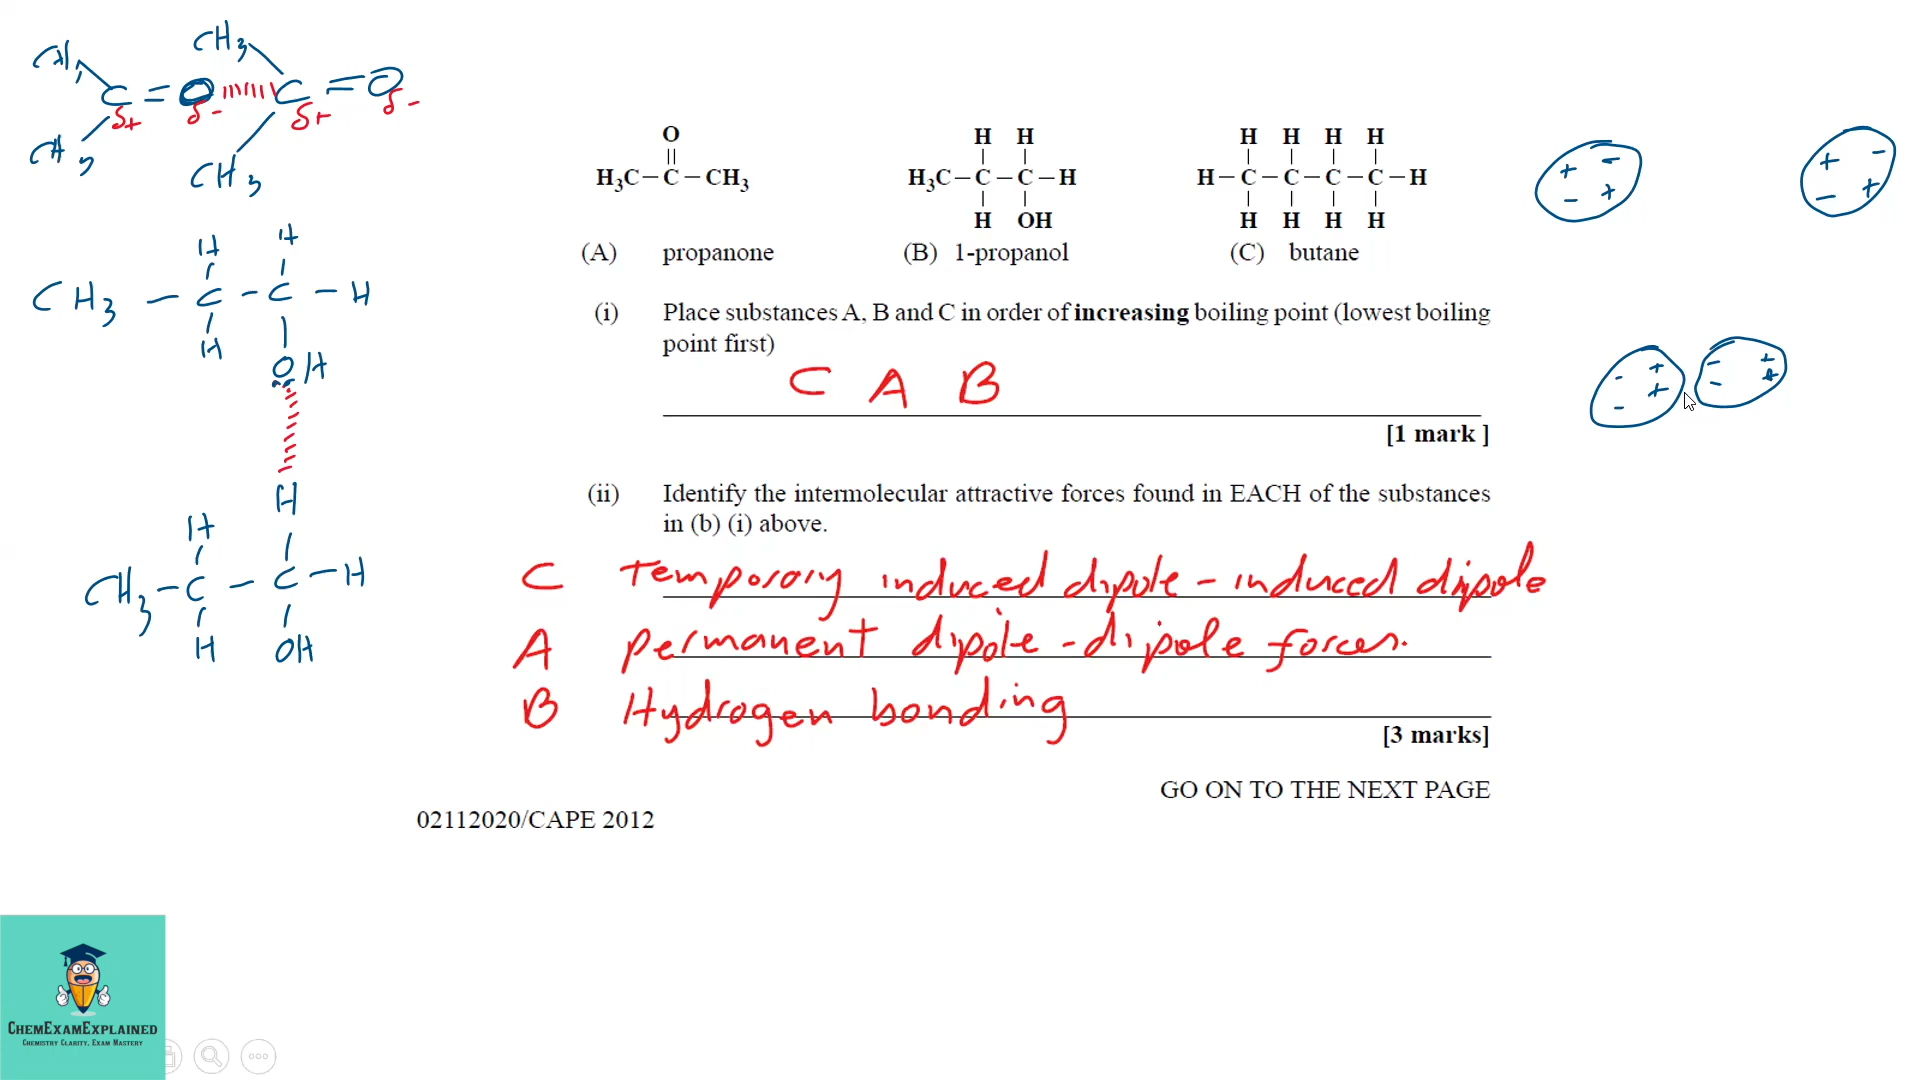 CH3
CH3
C = O C = O
δ+ δ- δ+ δ-
CH3
CH3
H H
CH3 - C - C - H
H OH
H
H
CH3 - C - C - H
H OH
O
H3C – C – CH3
(A) propanone
H H
H3C – C – C – H
H OH
(B) 1-propanol
H H H H
H – C – C – C – C – H
H H H H
(C) butane
+ -
- +
+ -
- +
- +
- +
- +
- +
(i) Place substances A, B and C in order of increasing boiling point (lowest boiling
point first)
C A B
[1 mark ]
(ii) Identify the intermolecular attractive forces found in EACH of the substances
in (b) (i) above.
C Temporary induced dipole - induced dipole
A Permanent dipole - dipole forces.
B Hydrogen bonding
[3 marks]
GO ON TO THE NEXT PAGE
02112020/CAPE 2012
CHEMEXAMEXPLAINED
CHEMISTRY CLARITY, EXAM MASTERY